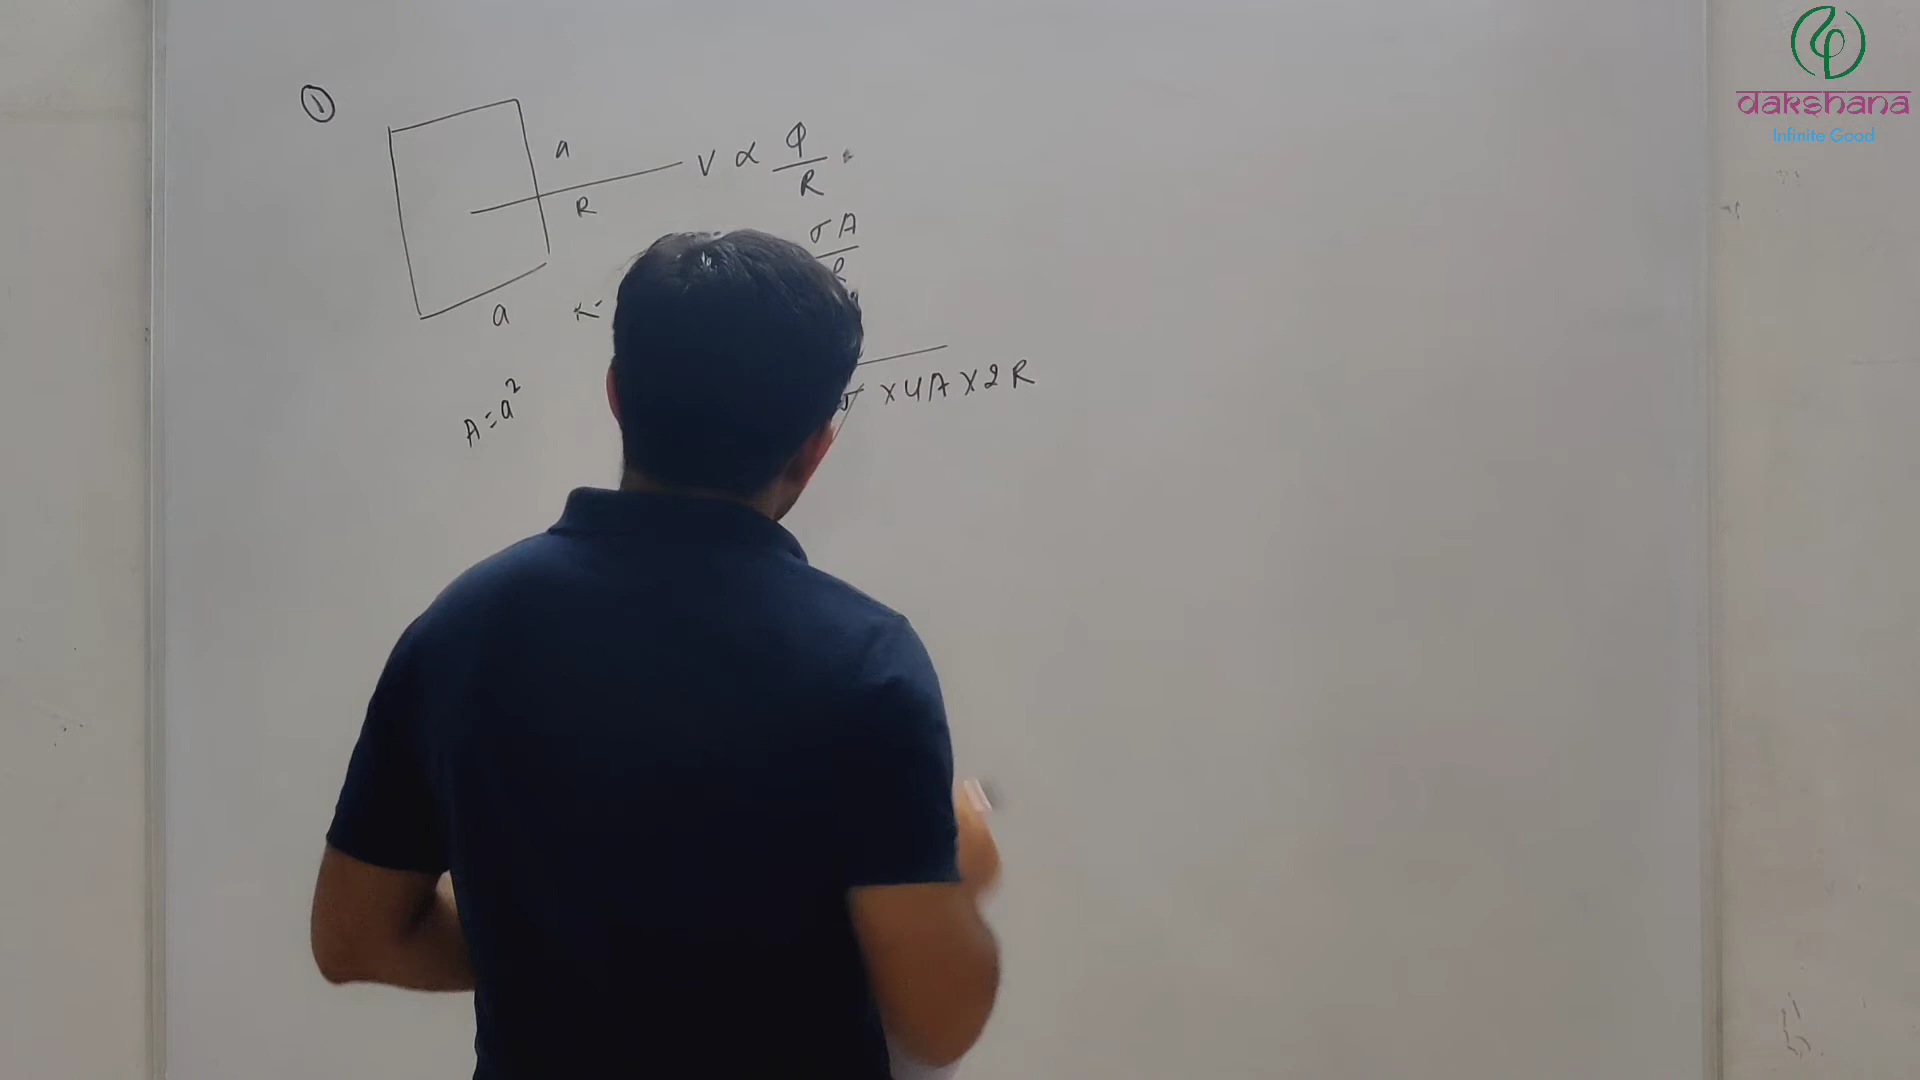 ①
a
R
V ∝ Q/R
σA/R
a
K =
A = a²
σ × 4A × 2R
dakshana
Infinite Good